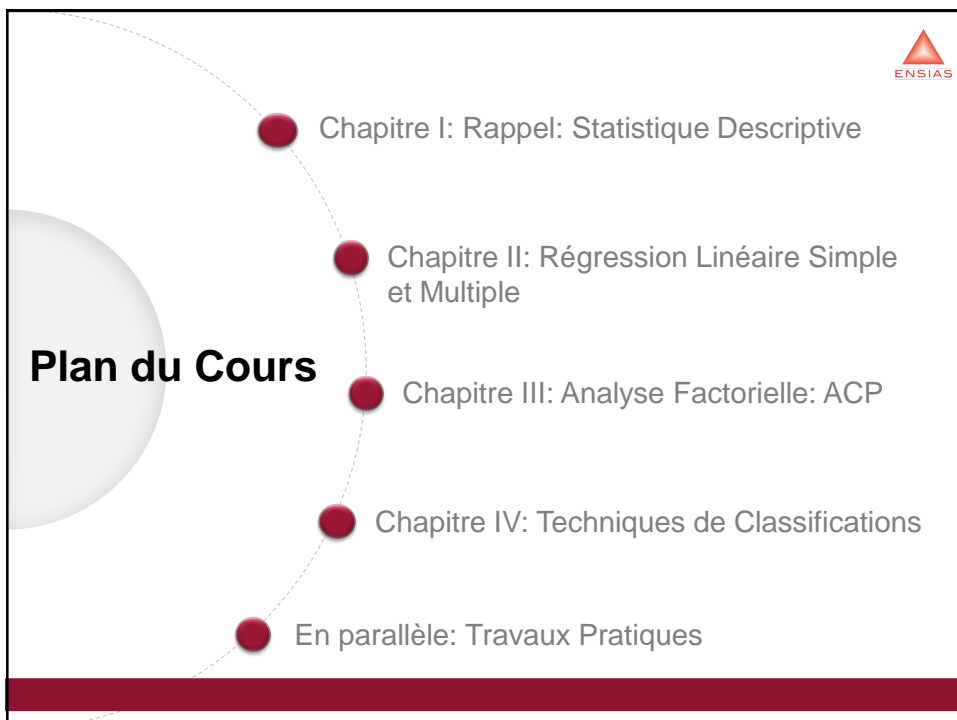 ENSIAS
Chapitre I: Rappel: Statistique Descriptive
Chapitre II: Régression Linéaire Simple
et Multiple
Plan du Cours
Chapitre III: Analyse Factorielle: ACP
Chapitre IV: Techniques de Classifications
En parallèle: Travaux Pratiques